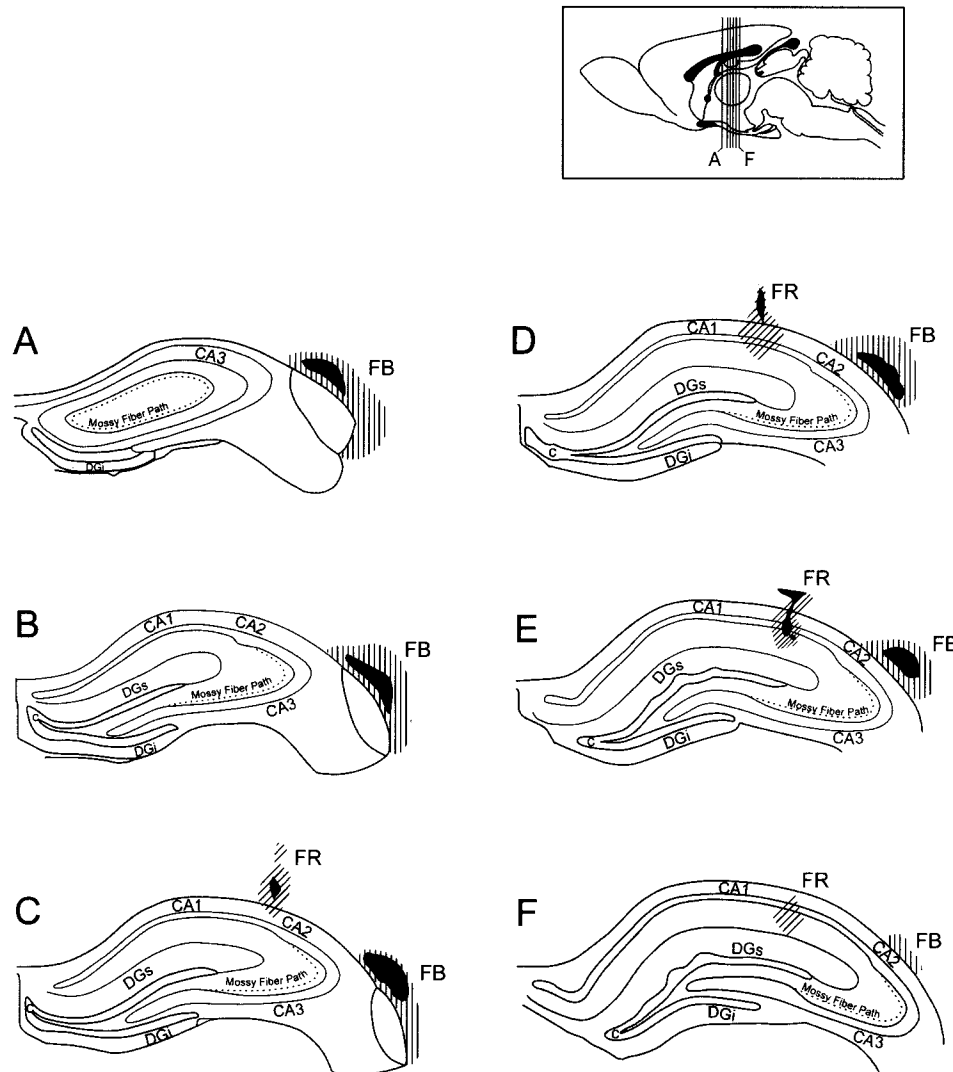 A F
A
CA3
FB
Mossy Fiber Path
DGi
B
CA1
CA2
FB
DGs
Mossy Fiber Path
CA3
DGi
C
FR
CA1
CA2
FB
DGs
Mossy Fiber Path
CA3
DGi
D
FR
CA1
CA2
FB
DGs
Mossy Fiber Path
c
CA3
DGi
E
FR
CA1
CA2
FB
DGs
Mossy Fiber Path
c
CA3
DGi
F
FR
CA1
CA2
FB
DGs
Mossy Fiber Path
DGi
c
CA3